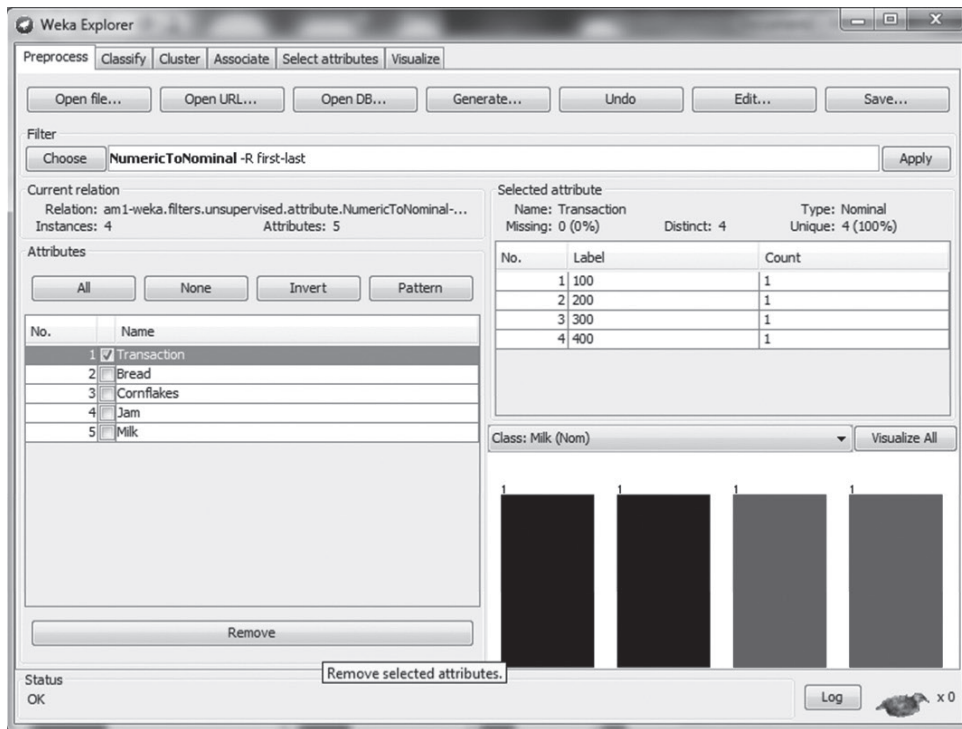 Weka Explorer
Preprocess Classify Cluster Associate Select attributes Visualize
Open file... Open URL... Open DB... Generate... Undo Edit... Save...
Filter
Choose NumericToNominal -R first-last Apply
Current relation
Relation: am1-weka.filters.unsupervised.attribute.NumericToNominal-...
Instances: 4 Attributes: 5
Attributes
All None Invert Pattern
No. Name
1 Transaction
2 Bread
3 Cornflakes
4 Jam
5 Milk
Remove
Remove selected attributes.
Selected attribute
Name: Transaction Type: Nominal
Missing: 0 (0%) Distinct: 4 Unique: 4 (100%)
No. Label Count
1 100 1
2 200 1
3 300 1
4 400 1
Class: Milk (Nom) Visualize All
1 1 1 1
Status
OK
Log x 0